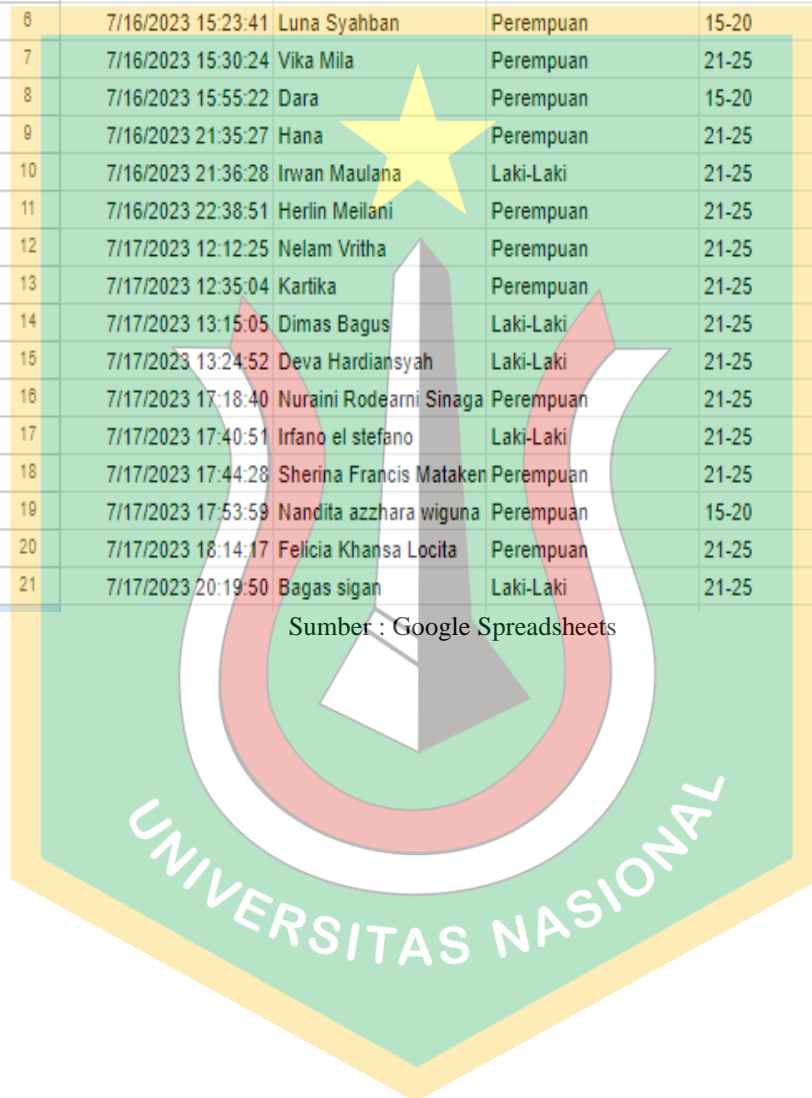 6 7/16/2023 15:23:41 Luna Syahban Perempuan 15-20
7 7/16/2023 15:30:24 Vika Mila Perempuan 21-25
8 7/16/2023 15:55:22 Dara Perempuan 15-20
9 7/16/2023 21:35:27 Hana Perempuan 21-25
10 7/16/2023 21:36:28 Irwan Maulana Laki-Laki 21-25
11 7/16/2023 22:38:51 Herlin Meilani Perempuan 21-25
12 7/17/2023 12:12:25 Nelam Vritha Perempuan 21-25
13 7/17/2023 12:35:04 Kartika Perempuan 21-25
14 7/17/2023 13:15:05 Dimas Bagus Laki-Laki 21-25
15 7/17/2023 13:24:52 Deva Hardiansyah Laki-Laki 21-25
16 7/17/2023 17:18:40 Nuraini Rodearni Sinaga Perempuan 21-25
17 7/17/2023 17:40:51 Irfano el stefano Laki-Laki 21-25
18 7/17/2023 17:44:28 Sherina Francis Mataken Perempuan 21-25
19 7/17/2023 17:53:59 Nandita azzhara wiguna Perempuan 15-20
20 7/17/2023 18:14:17 Felicia Khansa Locita Perempuan 21-25
21 7/17/2023 20:19:50 Bagas sigan Laki-Laki 21-25
Sumber : Google Spreadsheets
UNIVERSITAS NASIONAL